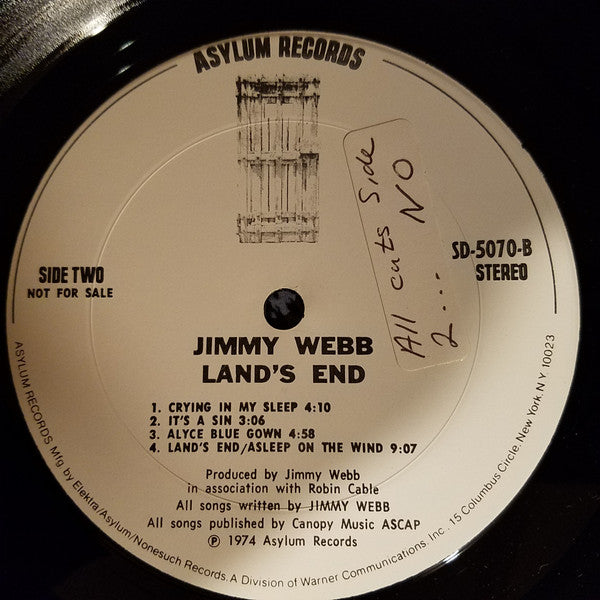 ASYLUM RECORDS
All cuts Side
2... NO
SIDE TWO
NOT FOR SALE
SD-5070-B
STEREO
JIMMY WEBB
LAND'S END
1. CRYING IN MY SLEEP 4:10
2. IT'S A SIN 3:06
3. ALYCE BLUE GOWN 4:58
4. LAND'S END/ASLEEP ON THE WIND 9:07
Produced by Jimmy Webb
in association with Robin Cable
All songs written by JIMMY WEBB
All songs published by Canopy Music ASCAP
Ⓟ 1974 Asylum Records
ASYLUM RECORDS Mfg by Elektra/Asylum/Nonesuch Records. A Division of Warner Communications, Inc. 15 Columbus Circle. New York. N Y 10023